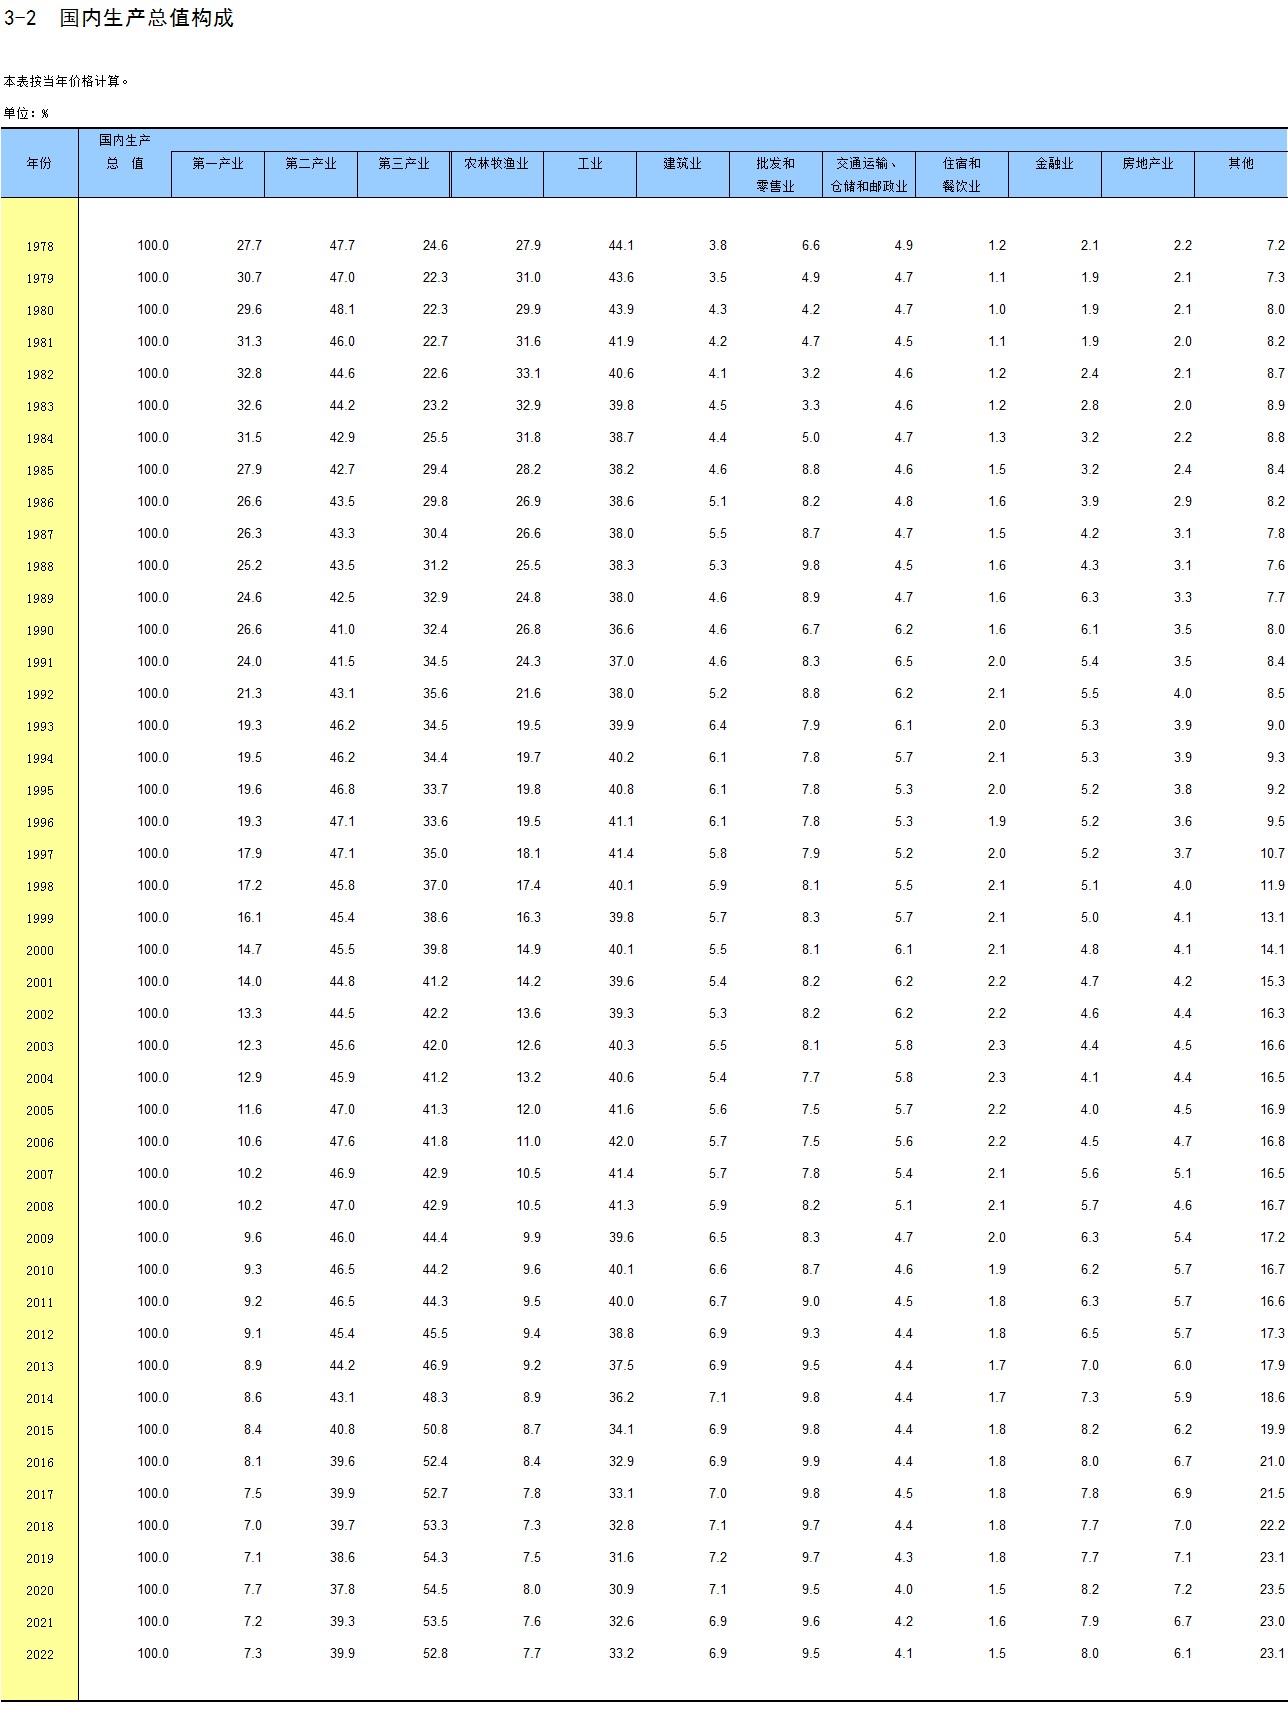 3-2 国内生产总值构成
本表按当年价格计算。
单位：%
年份 国内生产总 值 第一产业 第二产业 第三产业 农林牧渔业 工业 建筑业 批发和零售业 交通运输、仓储和邮政业 住宿和餐饮业 金融业 房地产业 其他
1978 100.0 27.7 47.7 24.6 27.9 44.1 3.8 6.6 4.9 1.2 2.1 2.2 7.2
1979 100.0 30.7 47.0 22.3 31.0 43.6 3.5 4.9 4.7 1.1 1.9 2.1 7.3
1980 100.0 29.6 48.1 22.3 29.9 43.9 4.3 4.2 4.7 1.0 1.9 2.1 8.0
1981 100.0 31.3 46.0 22.7 31.6 41.9 4.2 4.7 4.5 1.1 1.9 2.0 8.2
1982 100.0 32.8 44.6 22.6 33.1 40.6 4.1 3.2 4.6 1.2 2.4 2.1 8.7
1983 100.0 32.6 44.2 23.2 32.9 39.8 4.5 3.3 4.6 1.2 2.8 2.0 8.9
1984 100.0 31.5 42.9 25.5 31.8 38.7 4.4 5.0 4.7 1.3 3.2 2.2 8.8
1985 100.0 27.9 42.7 29.4 28.2 38.2 4.6 8.8 4.6 1.5 3.2 2.4 8.4
1986 100.0 26.6 43.5 29.8 26.9 38.6 5.1 8.2 4.8 1.6 3.9 2.9 8.2
1987 100.0 26.3 43.3 30.4 26.6 38.0 5.5 8.7 4.7 1.5 4.2 3.1 7.8
1988 100.0 25.2 43.5 31.2 25.5 38.3 5.3 9.8 4.5 1.6 4.3 3.1 7.6
1989 100.0 24.6 42.5 32.9 24.8 38.0 4.6 8.9 4.7 1.6 6.3 3.3 7.7
1990 100.0 26.6 41.0 32.4 26.8 36.6 4.6 6.7 6.2 1.6 6.1 3.5 8.0
1991 100.0 24.0 41.5 34.5 24.3 37.0 4.6 8.3 6.5 2.0 5.4 3.5 8.4
1992 100.0 21.3 43.1 35.6 21.6 38.0 5.2 8.8 6.2 2.1 5.5 4.0 8.5
1993 100.0 19.3 46.2 34.5 19.5 39.9 6.4 7.9 6.1 2.0 5.3 3.9 9.0
1994 100.0 19.5 46.2 34.4 19.7 40.2 6.1 7.8 5.7 2.1 5.3 3.9 9.3
1995 100.0 19.6 46.8 33.7 19.8 40.8 6.1 7.8 5.3 2.0 5.2 3.8 9.2
1996 100.0 19.3 47.1 33.6 19.5 41.1 6.1 7.8 5.3 1.9 5.2 3.6 9.5
1997 100.0 17.9 47.1 35.0 18.1 41.4 5.8 7.9 5.2 2.0 5.2 3.7 10.7
1998 100.0 17.2 45.8 37.0 17.4 40.1 5.9 8.1 5.5 2.1 5.1 4.0 11.9
1999 100.0 16.1 45.4 38.6 16.3 39.8 5.7 8.3 5.7 2.1 5.0 4.1 13.1
2000 100.0 14.7 45.5 39.8 14.9 40.1 5.5 8.1 6.1 2.1 4.8 4.1 14.1
2001 100.0 14.0 44.8 41.2 14.2 39.6 5.4 8.2 6.2 2.2 4.7 4.2 15.3
2002 100.0 13.3 44.5 42.2 13.6 39.3 5.3 8.2 6.2 2.2 4.6 4.4 16.3
2003 100.0 12.3 45.6 42.0 12.6 40.3 5.5 8.1 5.8 2.3 4.4 4.5 16.6
2004 100.0 12.9 45.9 41.2 13.2 40.6 5.4 7.7 5.8 2.3 4.1 4.4 16.5
2005 100.0 11.6 47.0 41.3 12.0 41.6 5.6 7.5 5.7 2.2 4.0 4.5 16.9
2006 100.0 10.6 47.6 41.8 11.0 42.0 5.7 7.5 5.6 2.2 4.5 4.7 16.8
2007 100.0 10.2 46.9 42.9 10.5 41.4 5.7 7.8 5.4 2.1 5.6 5.1 16.5
2008 100.0 10.2 47.0 42.9 10.5 41.3 5.9 8.2 5.1 2.1 5.7 4.6 16.7
2009 100.0 9.6 46.0 44.4 9.9 39.6 6.5 8.3 4.7 2.0 6.3 5.4 17.2
2010 100.0 9.3 46.5 44.2 9.6 40.1 6.6 8.7 4.6 1.9 6.2 5.7 16.7
2011 100.0 9.2 46.5 44.3 9.5 40.0 6.7 9.0 4.5 1.8 6.3 5.7 16.6
2012 100.0 9.1 45.4 45.5 9.4 38.8 6.9 9.3 4.4 1.8 6.5 5.7 17.3
2013 100.0 8.9 44.2 46.9 9.2 37.5 6.9 9.5 4.4 1.7 7.0 6.0 17.9
2014 100.0 8.6 43.1 48.3 8.9 36.2 7.1 9.8 4.4 1.7 7.3 5.9 18.6
2015 100.0 8.4 40.8 50.8 8.7 34.1 6.9 9.8 4.4 1.8 8.2 6.2 19.9
2016 100.0 8.1 39.6 52.4 8.4 32.9 6.9 9.9 4.4 1.8 8.0 6.7 21.0
2017 100.0 7.5 39.9 52.7 7.8 33.1 7.0 9.8 4.5 1.8 7.8 6.9 21.5
2018 100.0 7.0 39.7 53.3 7.3 32.8 7.1 9.7 4.4 1.8 7.7 7.0 22.2
2019 100.0 7.1 38.6 54.3 7.5 31.6 7.2 9.7 4.3 1.8 7.7 7.1 23.1
2020 100.0 7.7 37.8 54.5 8.0 30.9 7.1 9.5 4.0 1.5 8.2 7.2 23.5
2021 100.0 7.2 39.3 53.5 7.6 32.6 6.9 9.6 4.2 1.6 7.9 6.7 23.0
2022 100.0 7.3 39.9 52.8 7.7 33.2 6.9 9.5 4.1 1.5 8.0 6.1 23.1